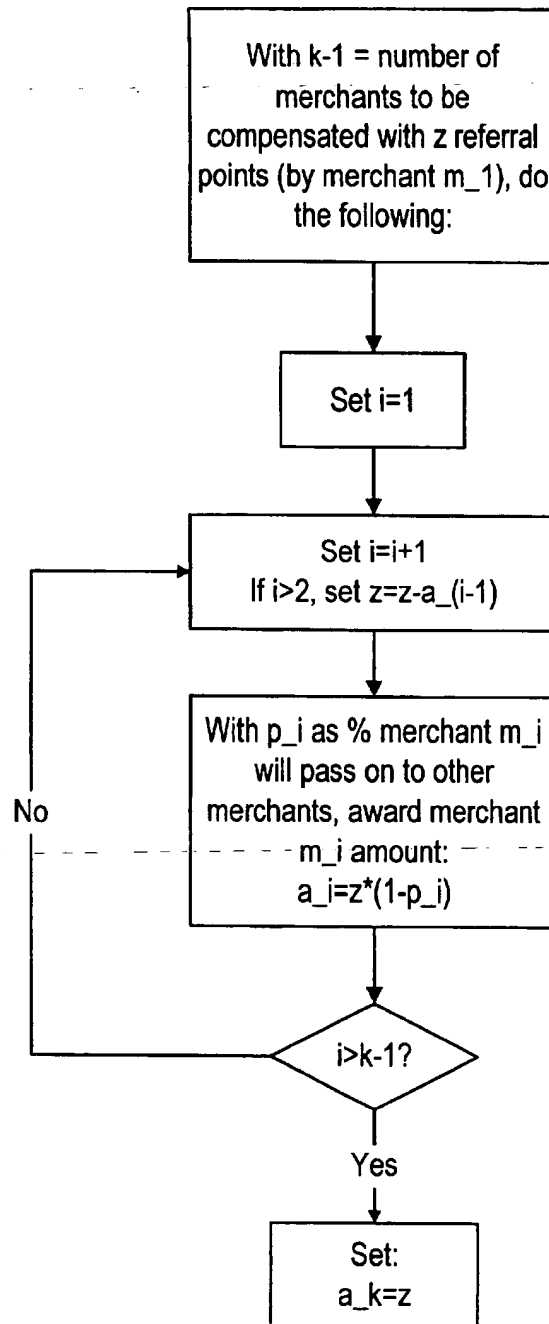 With k-1 = number of
merchants to be
compensated with z referral
points (by merchant m_1), do
the following:
Set i=1
Set i=i+1
If i>2, set z=z-a_(i-1)
With p_i as % merchant m_i
will pass on to other
merchants, award merchant
m_i amount:
a_i=z*(1-p_i)
No
i>k-1?
Yes
Set:
a_k=z